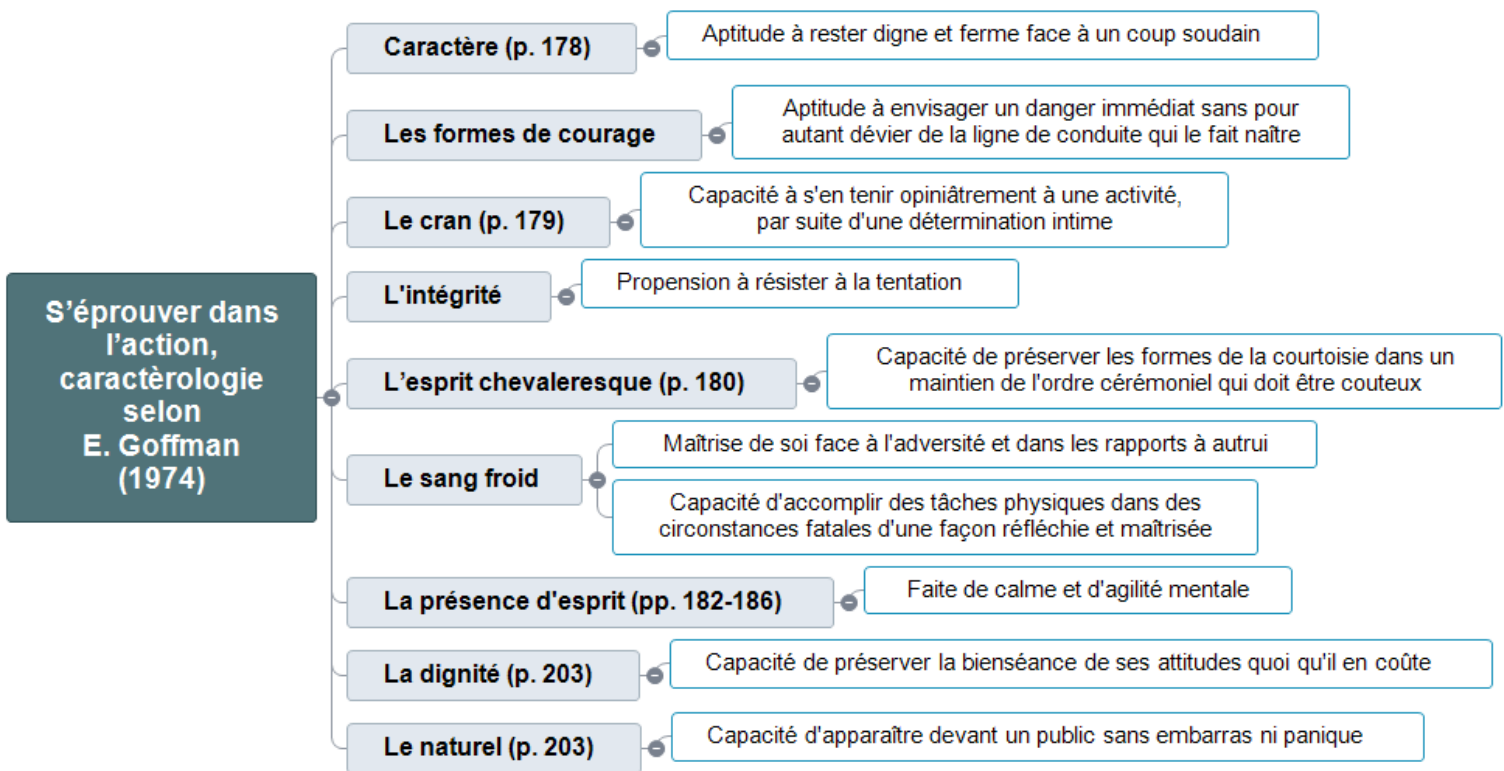 S’éprouver dans
l’action,
caractèrologie
selon
E. Goffman
(1974)
Caractère (p. 178)
Aptitude à rester digne et ferme face à un coup soudain
Les formes de courage
Aptitude à envisager un danger immédiat sans pour
autant dévier de la ligne de conduite qui le fait naître
Le cran (p. 179)
Capacité à s'en tenir opiniâtrement à une activité,
par suite d'une détermination intime
L'intégrité
Propension à résister à la tentation
L’esprit chevaleresque (p. 180)
Capacité de préserver les formes de la courtoisie dans un
maintien de l'ordre cérémoniel qui doit être couteux
Le sang froid
Maîtrise de soi face à l'adversité et dans les rapports à autrui
Capacité d'accomplir des tâches physiques dans des
circonstances fatales d'une façon réfléchie et maîtrisée
La présence d'esprit (pp. 182-186)
Faite de calme et d'agilité mentale
La dignité (p. 203)
Capacité de préserver la bienséance de ses attitudes quoi qu'il en coûte
Le naturel (p. 203)
Capacité d'apparaître devant un public sans embarras ni panique